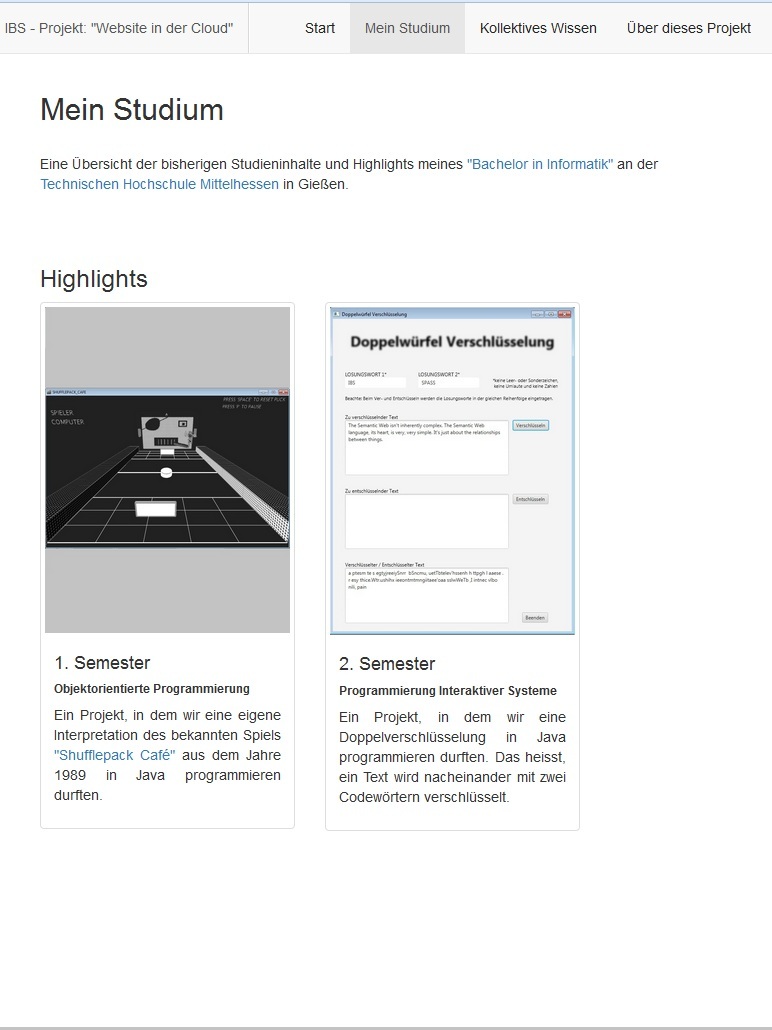 IBS - Projekt: "Website in der Cloud"
Start
Mein Studium
Kollektives Wissen
Über dieses Projekt
Mein Studium
Eine Übersicht der bisherigen Studieninhalte und Highlights meines "Bachelor in Informatik" an der
Technischen Hochschule Mittelhessen in Gießen.
Highlights
SHUFFLEPACK_CAFE
PRESS 'SPACE' TO RESET PUCK
PRESS 'P' TO PAUSE
SPIELER
COMPUTER
1. Semester
Objektorientierte Programmierung
Ein Projekt, in dem wir eine eigene
Interpretation des bekannten Spiels
"Shufflepack Café" aus dem Jahre
1989 in Java programmieren
durften.
Doppelwürfel Verschlüsselung
Doppelwürfel Verschlüsselung
LOSUNGSWORT 1*
LOSUNGSWORT 2*
IBS
SPASS
*keine Leer- oder Sonderzeichen,
keine Umlaute und keine Zahlen
Beachte: Beim Ver- und Entschlüsseln werden die Losungsworte in der gleichen Reihenfolge eingetragen.
Zu verschlüsselnder Text
The Semantic Web isn't inherently complex. The Semantic Web
language, its heart, is very, very simple. It's just about the relationships
between things.
Verschlüsseln
Zu entschlüsselnder Text
Entschlüsseln
Verschlüsselter / Entschlüsselter Text
Beenden
2. Semester
Programmierung Interaktiver Systeme
Ein Projekt, in dem wir eine
Doppelverschlüsselung in Java
programmieren durften. Das heisst,
ein Text wird nacheinander mit zwei
Codewörtern verschlüsselt.